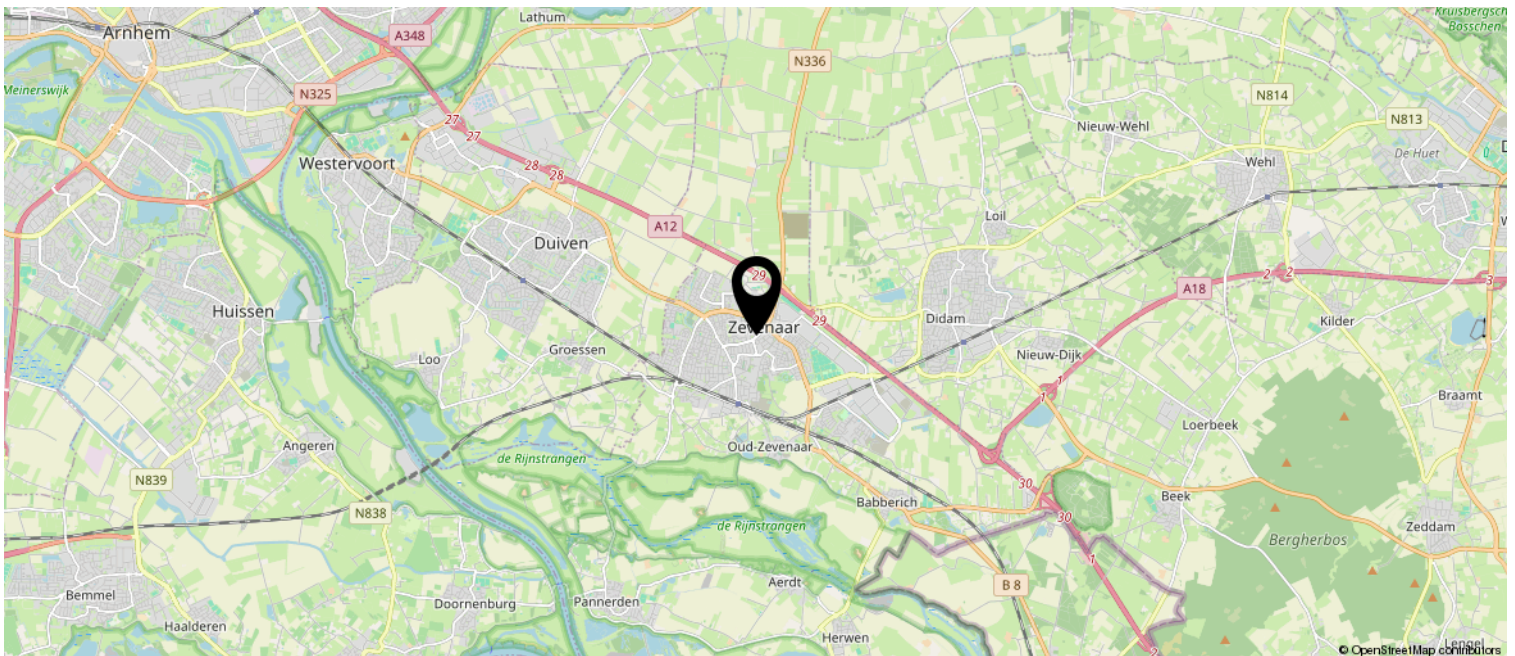 Lathum
Kruisbergsch
Bosschen
Arnhem
A348
N336
Meinerswijk
N325
N814
27
27
Nieuw-Wehl
N813
Westervoort
28
28
Wehl
De Huet
Loil
A12
Duiven
29
2
2
3
A18
Huissen
Zevenaar
29
Didam
Kilder
Loo
Groessen
Nieuw-Dijk
1
1
Braamt
Loerbeek
Angeren
de Rijnstrangen
Oud-Zevenaar
N839
30
Babberich
Beek
N838
de Rijnstrangen
30
Zeddam
Bergherbos
1
Aerdt
B 8
Bemmel
Doornenburg
Pannerden
Haalderen
Herwen
2
Lengel
© OpenStreetMap contributors